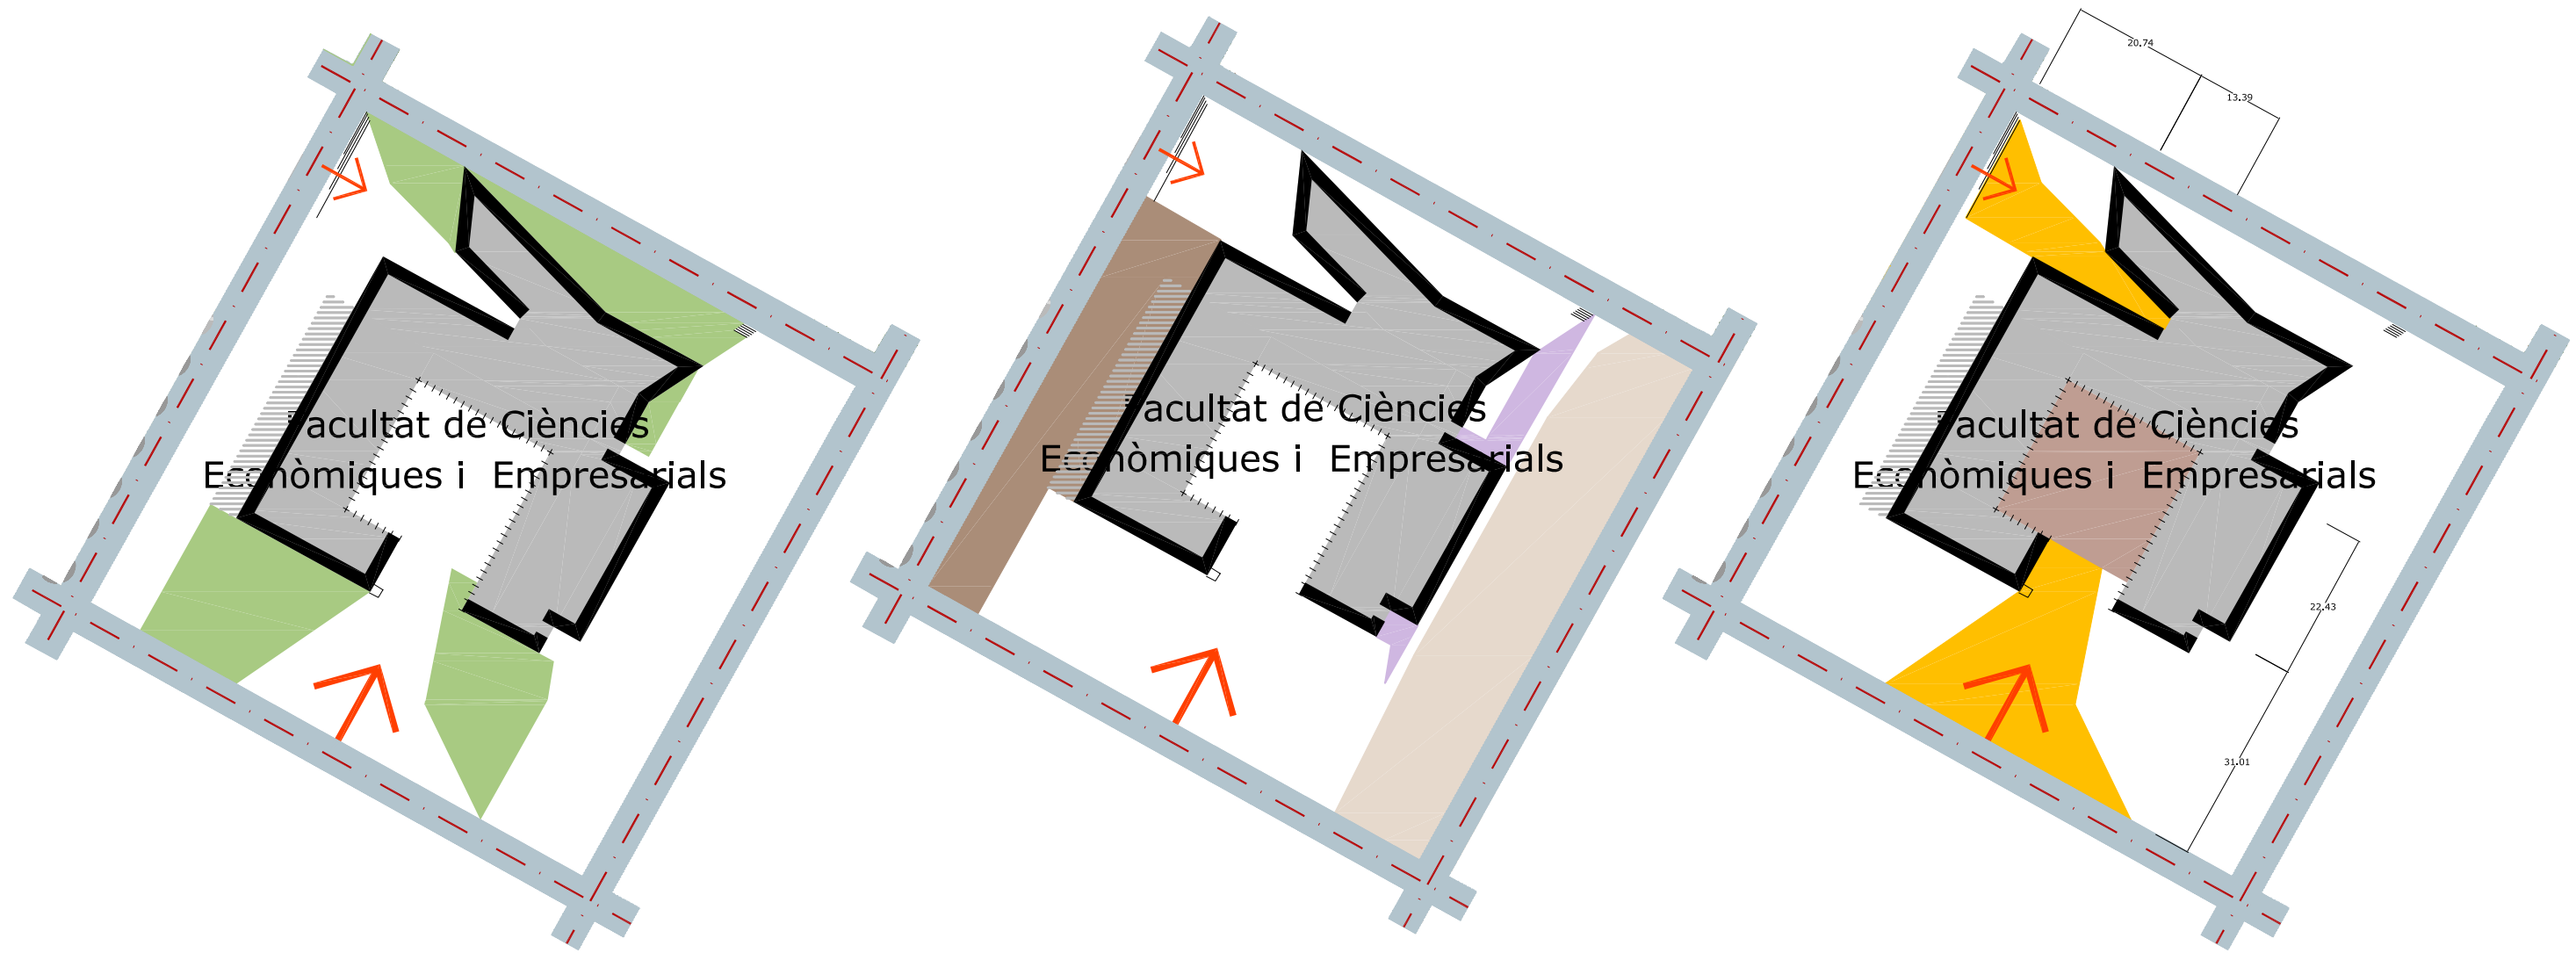 20.74
13.39
Facultat de Ciències
Econòmiques i Empresarials
Facultat de Ciències
Econòmiques i Empresarials
Facultat de Ciències
Econòmiques i Empresarials
22.43
31.01